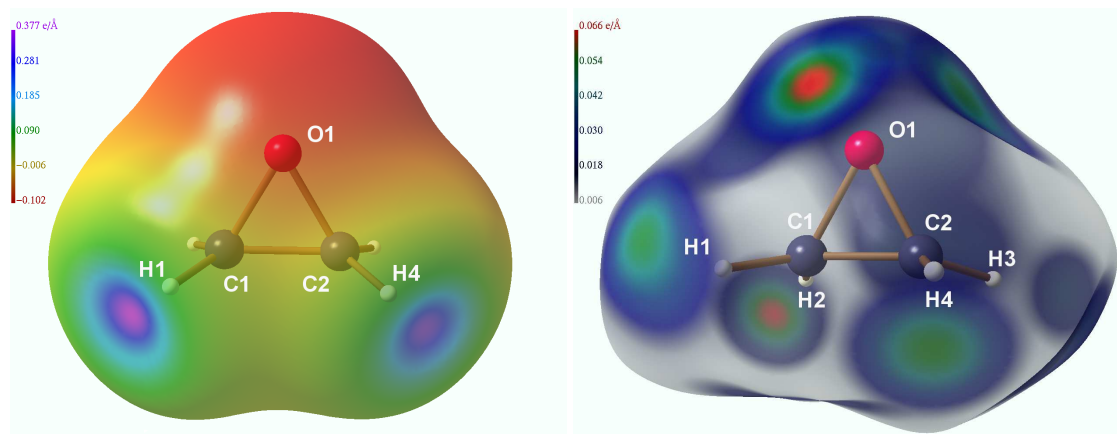 0.377 e/Å
0.281
0.185
0.090
−0.006
−0.102
O1
H1
C1
C2
H4
0.066 e/Å
0.054
0.042
0.030
0.018
0.006
O1
C1
C2
H1
H3
H2
H4